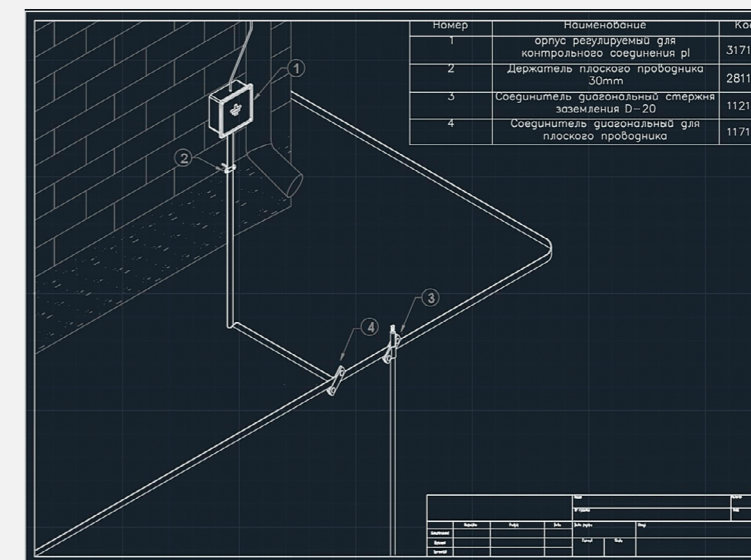 Номер Наименование Ко
1 орпус регулируемый для 3171
контрольного соединения pl
2 Держатель плоского проводника 2811
30mm
3 Соединитель диагональный стержня 1121
заземления D-20
4 Соединитель диагональный для 1171
плоского проводника
1
2
3
4